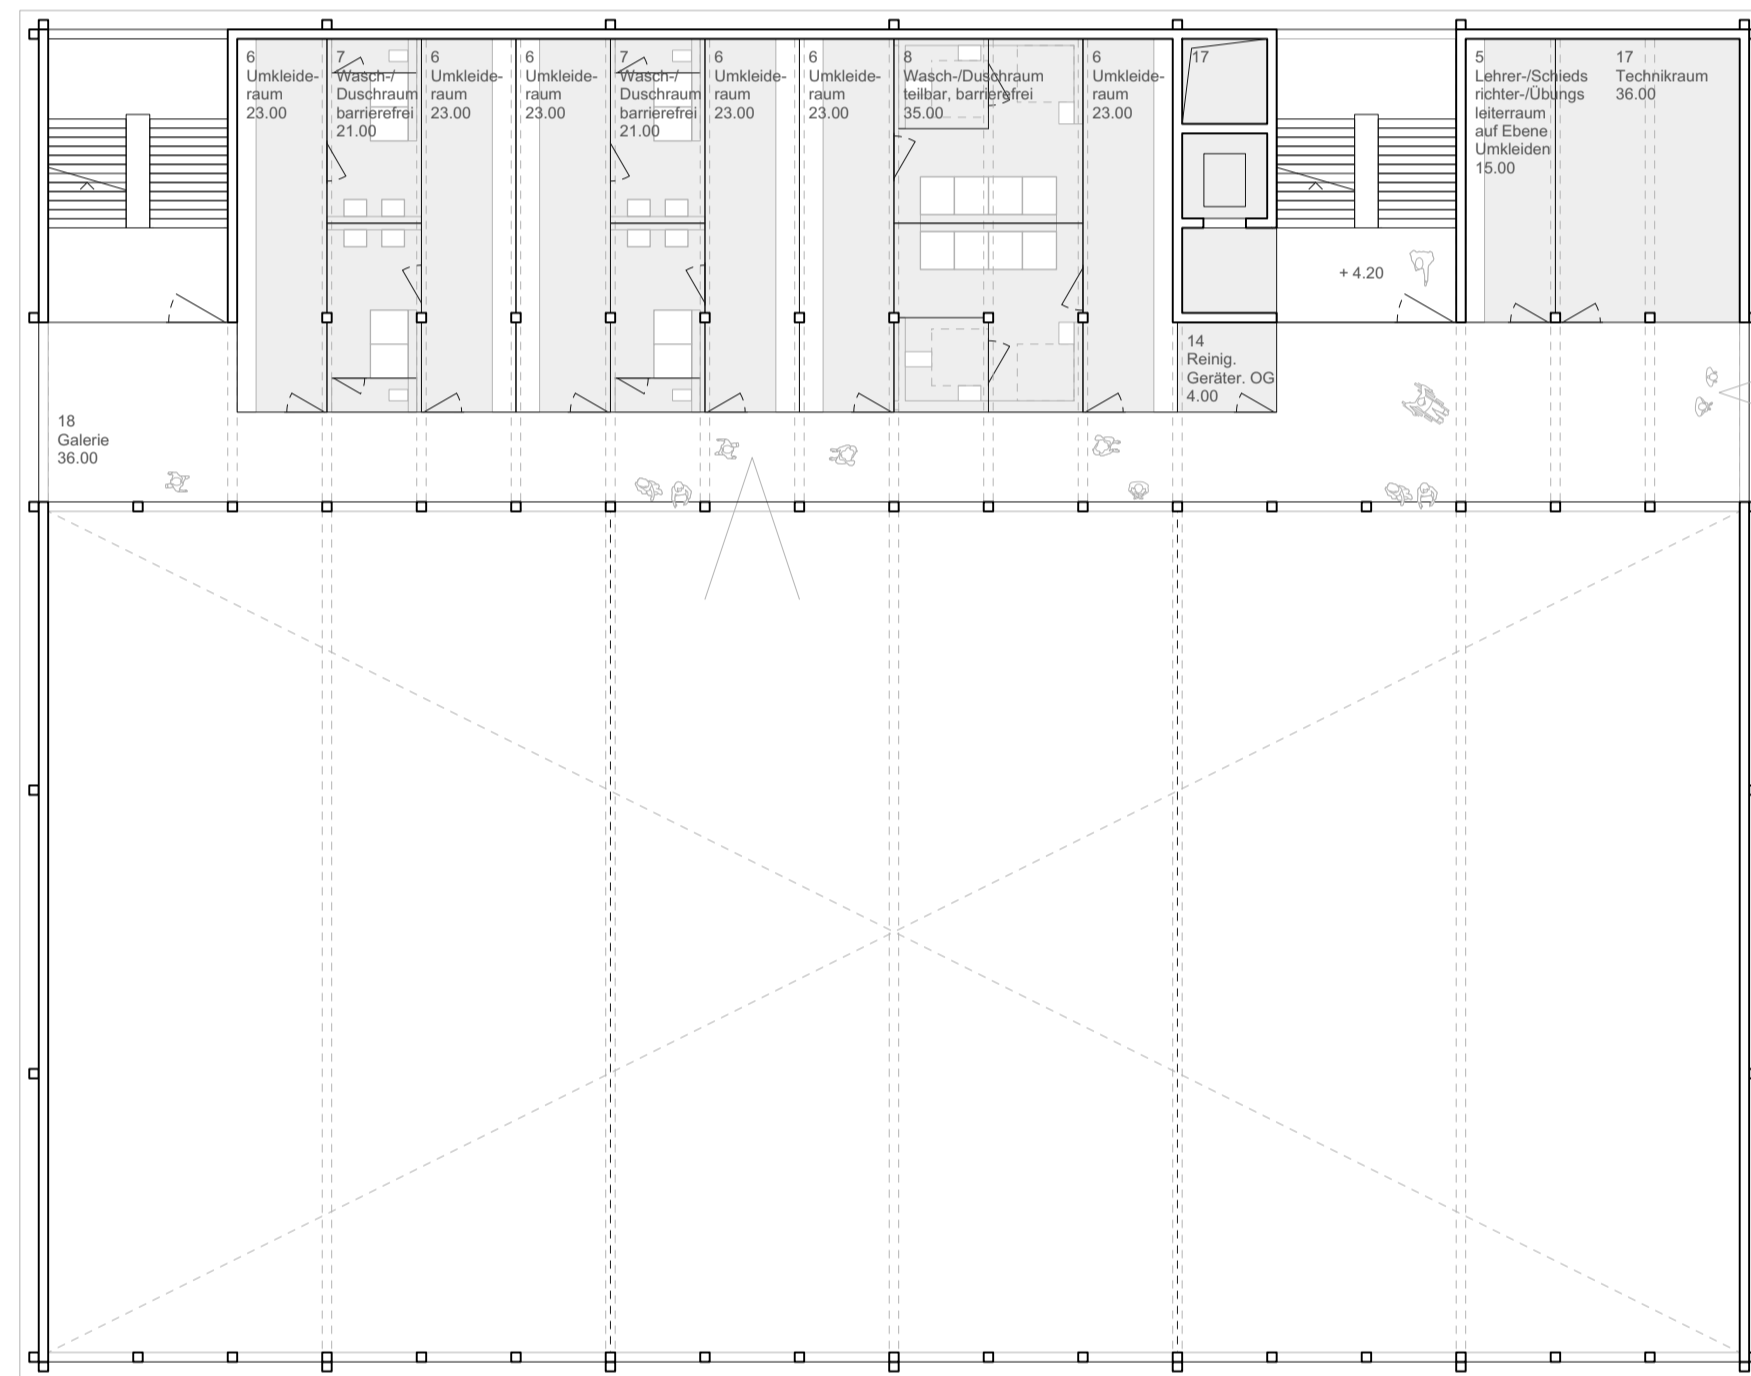 6
Umkleide-
raum
23.00
7
Wasch-/
Duschraum
barrierefrei
21.00
6
Umkleide-
raum
23.00
6
Umkleide-
raum
23.00
7
Wasch-/
Duschraum
barrierefrei
21.00
6
Umkleide-
raum
23.00
6
Umkleide-
raum
23.00
8
Wasch-/Duschraum
teilbar, barrierefrei
35.00
6
Umkleide-
raum
23.00
17
5
Lehrer-/Schieds
richter-/Übungs
leiterraum
auf Ebene
Umkleiden
15.00
17
Technikraum
36.00
+ 4.20
14
Reinig.
Geräter. OG
4.00
18
Galerie
36.00